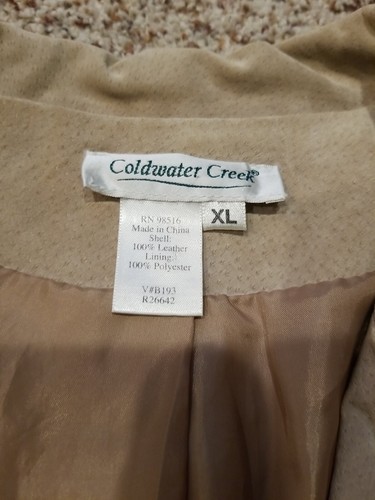 Coldwater Creek®
XL
RN 98516
Made in China
Shell:
100% Leather
Lining:
100% Polyester
V#B193
R26642